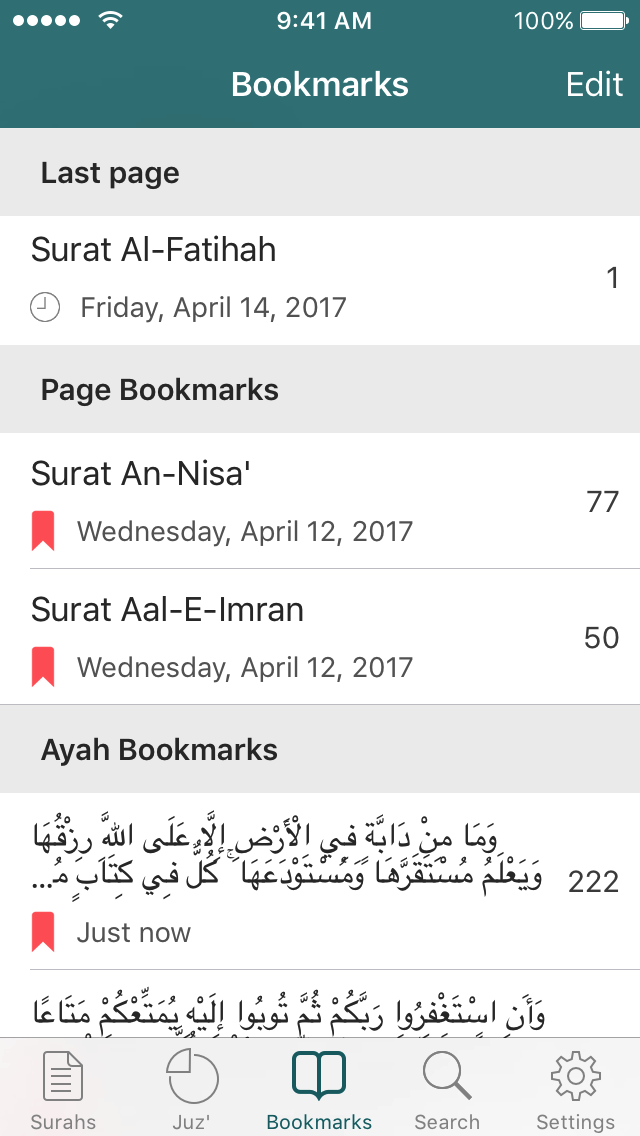 9:41 AM
100%
Bookmarks
Edit
Last page
Surat Al-Fatihah
1
Friday, April 14, 2017
Page Bookmarks
Surat An-Nisa'
77
Wednesday, April 12, 2017
Surat Aal-E-Imran
50
Wednesday, April 12, 2017
Ayah Bookmarks
وَمَا مِنْ دَابَّةٍ فِي الْأَرْضِ إِلَّا عَلَى اللَّهِ رِزْقُهَا
وَيَعْلَمُ مُسْتَقَرَّهَا وَمُسْتَوْدَعَهَا ۚ كُلٌّ فِي كِتَابٍ مُ...
222
Just now
وَأَنِ اسْتَغْفِرُوا رَبَّكُمْ ثُمَّ تُوبُوا إِلَيْهِ يُمَتِّعْكُمْ مَتَاعًا
Surahs
Juz'
Bookmarks
Search
Settings